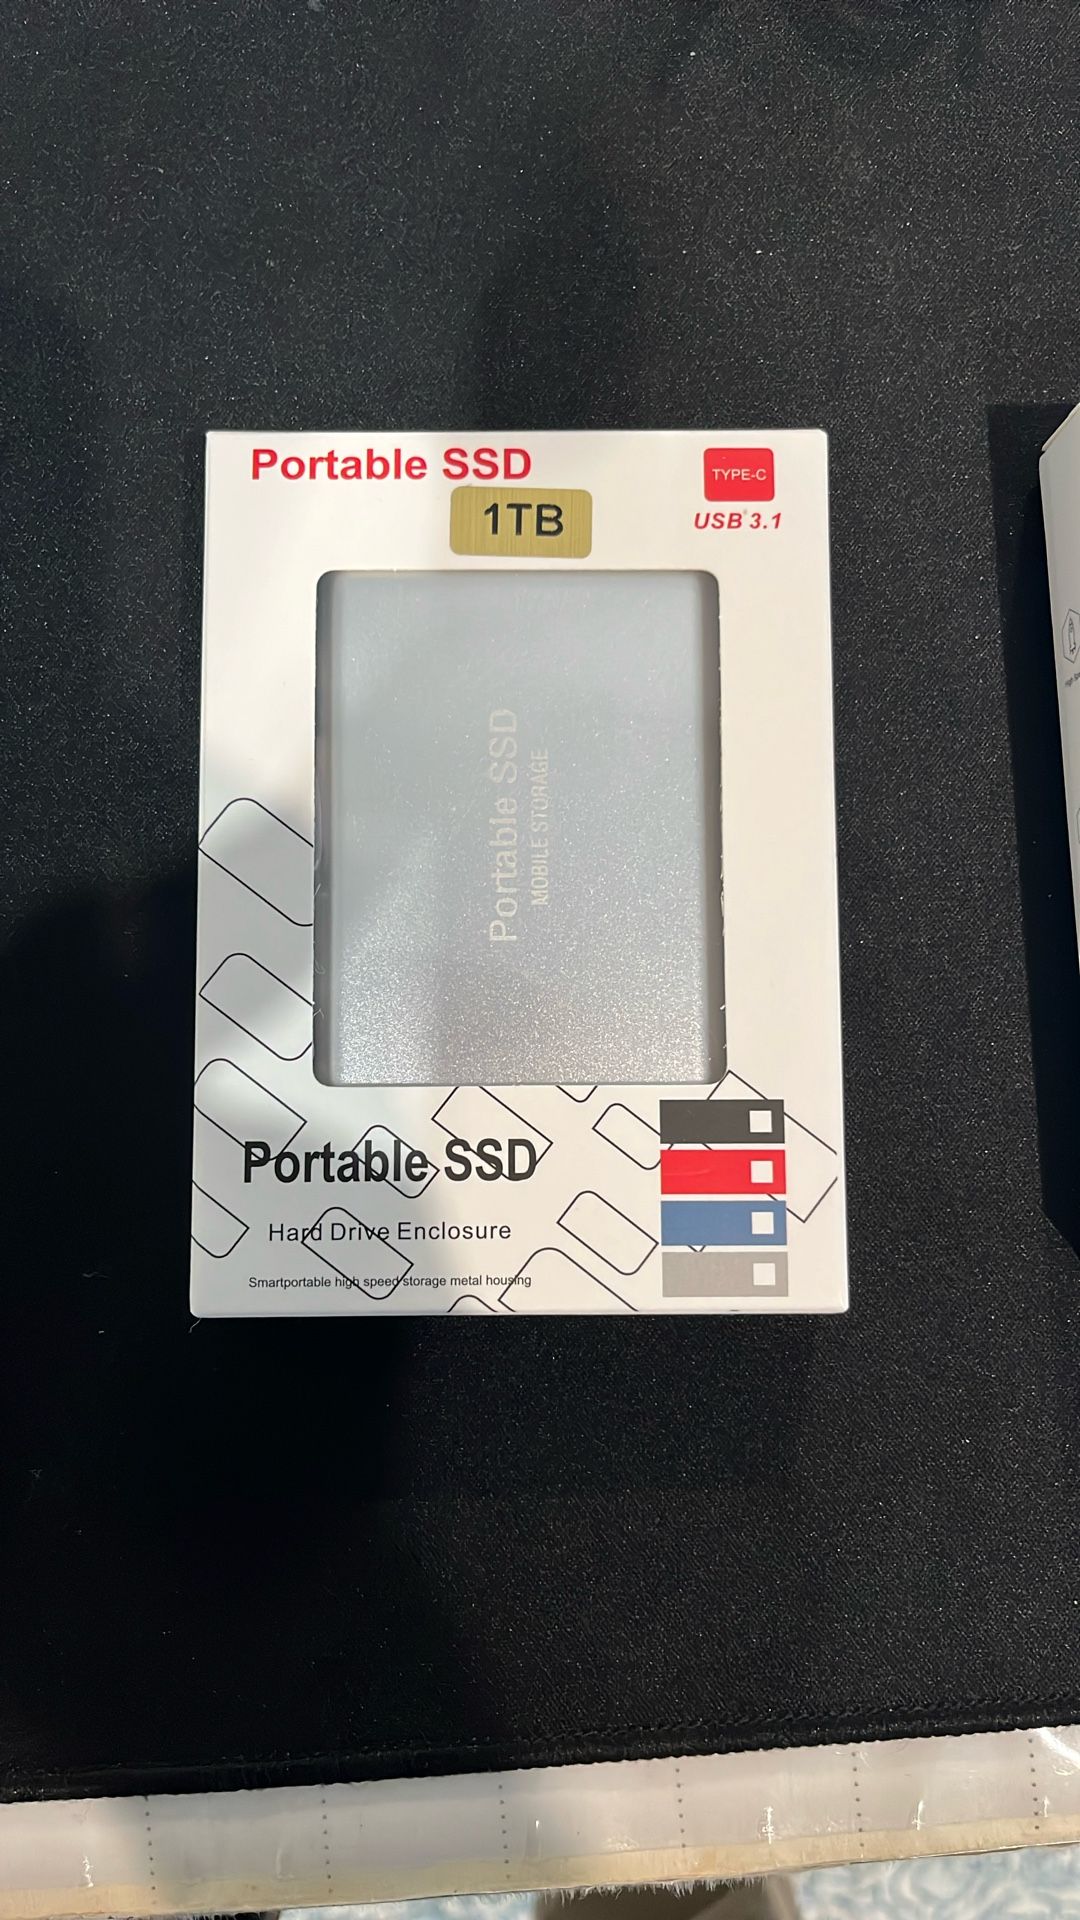 Portable SSD
TYPE-C
1TB
USB 3.1
Portable SSD
MOBILE STORAGE
Portable SSD
Hard Drive Enclosure
Smartportable high speed storage metal housing